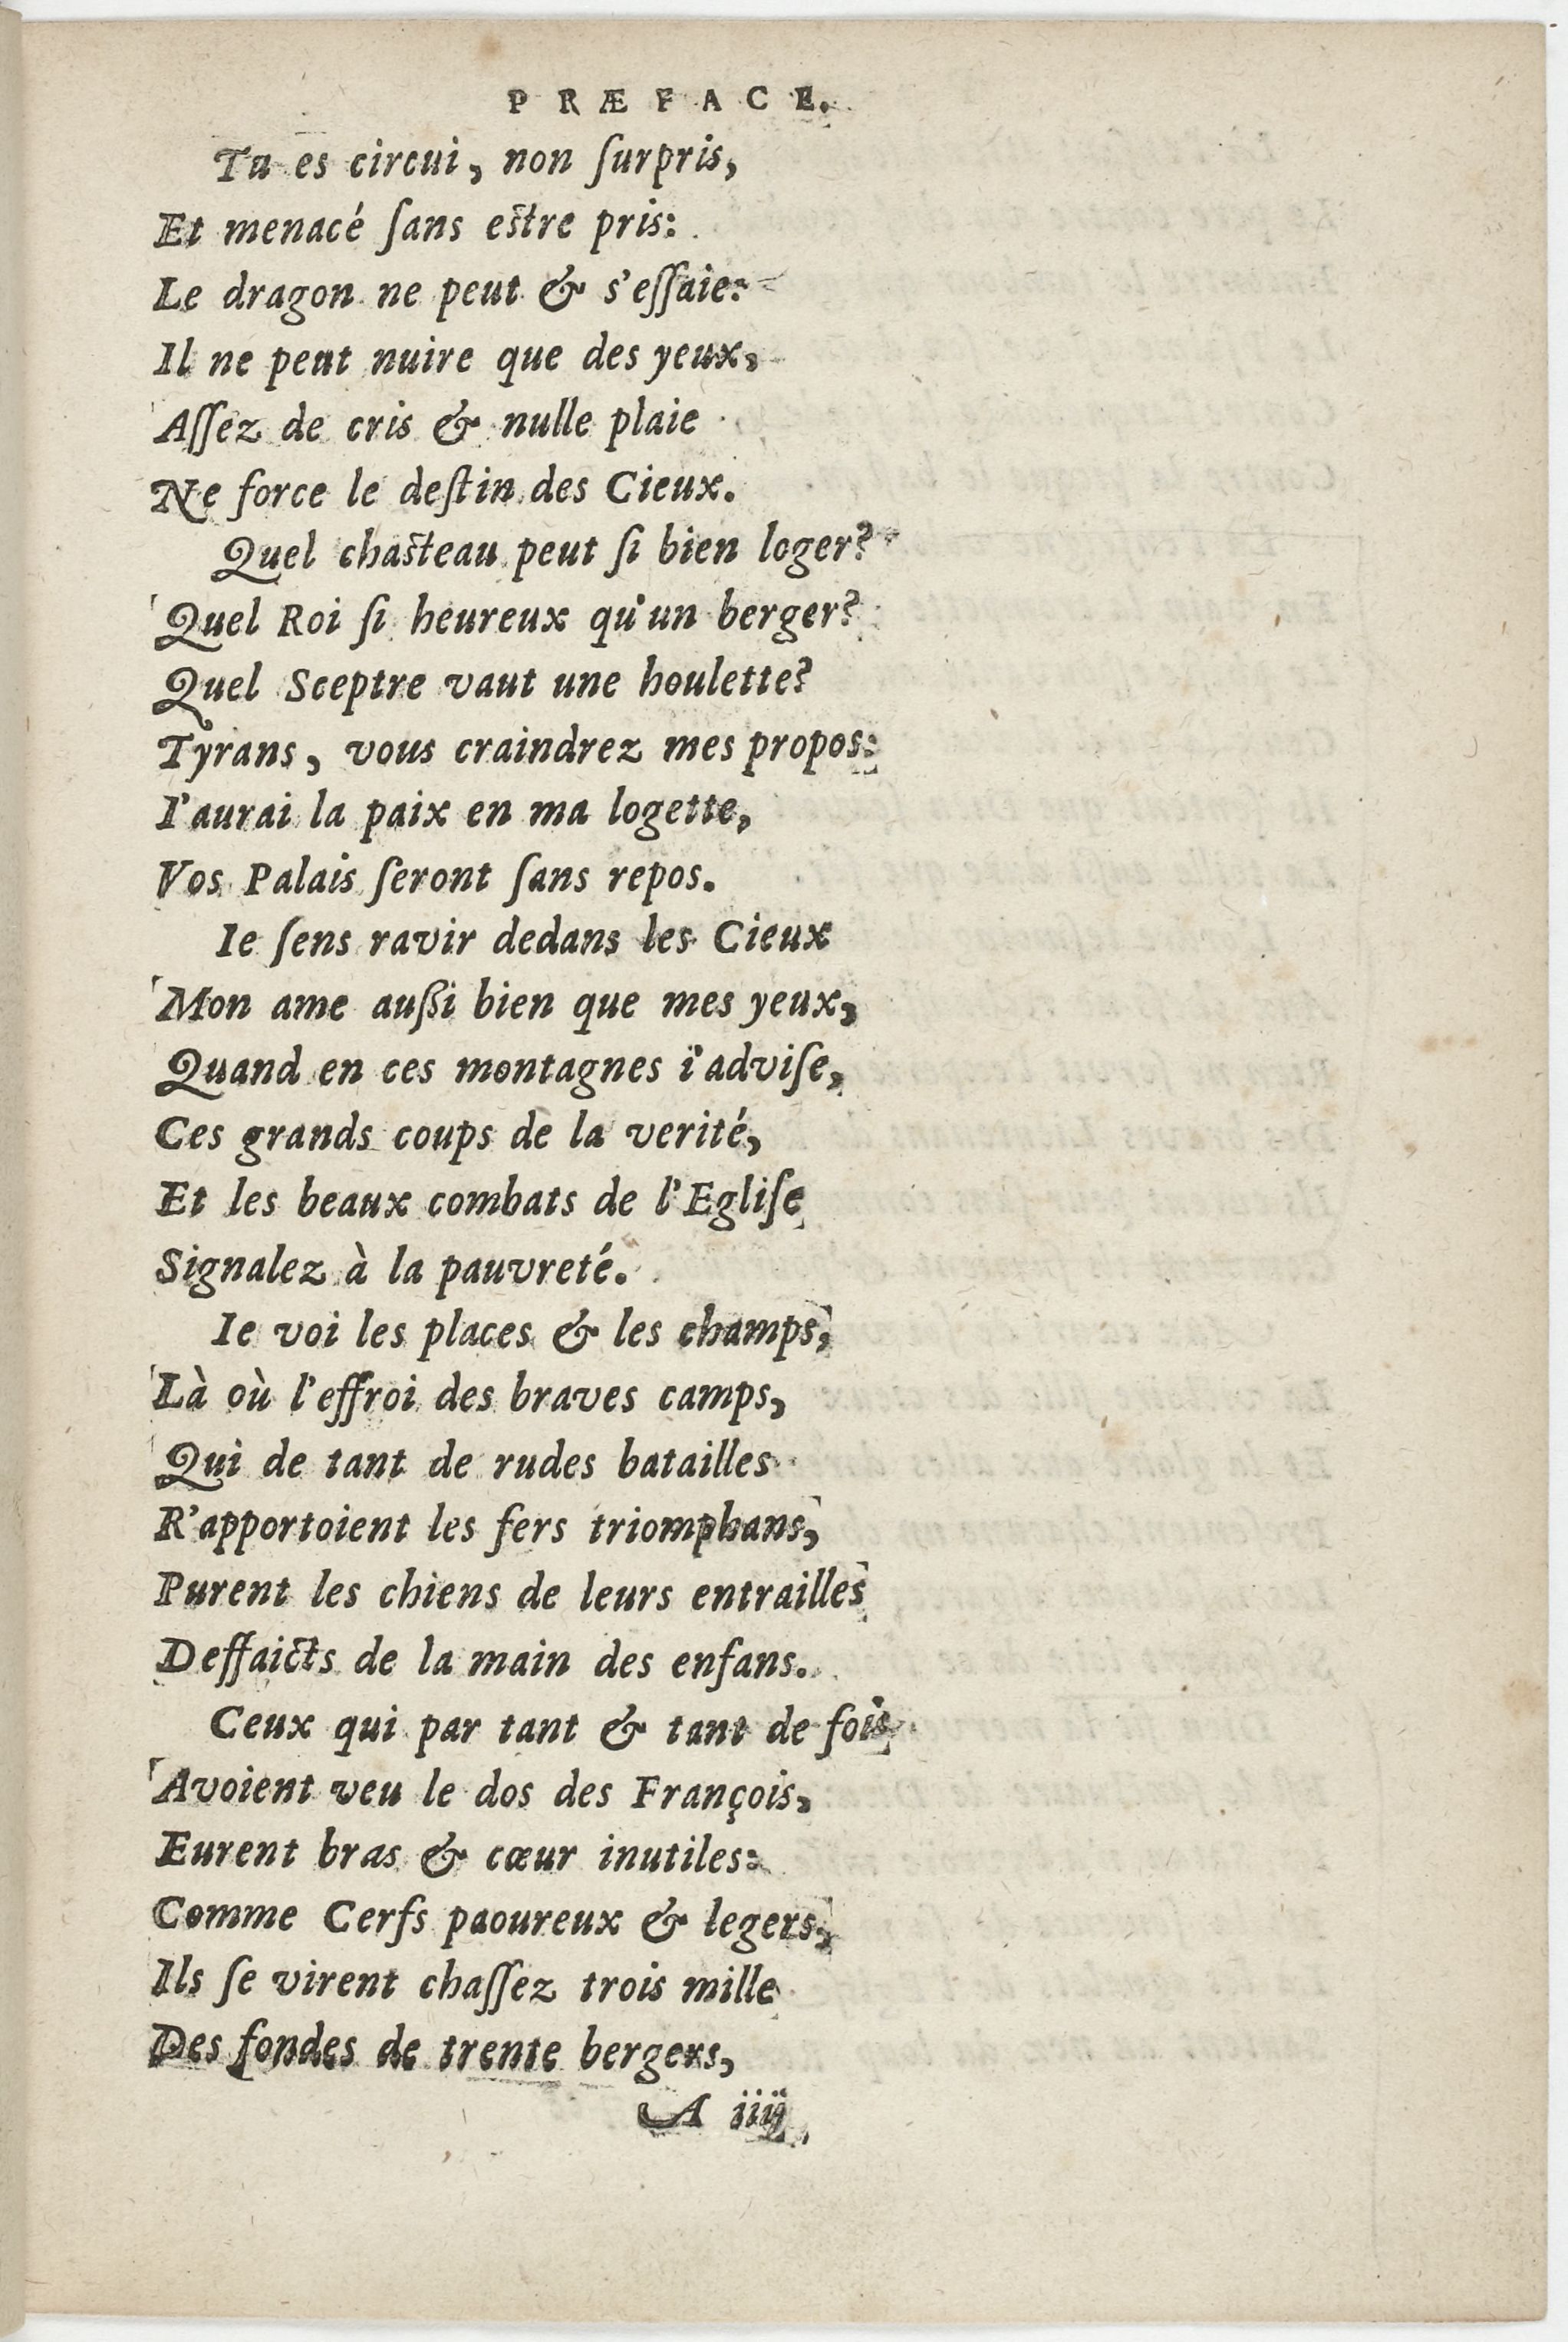 PRÆFACE.
Tu es circui, non ſurpris,
Et menacé ſans eſtre pris:
Le dragon ne peut & s'eſſaie:
Il ne peut nuire que des yeux,
Aſſez de cris & nulle plaie
Ne force le deſtin des Cieux.
Quel chaſteau peut ſi bien loger?
Quel Roi ſi heureux qu'un berger?
Quel Sceptre vaut une houlette?
Tyrans, vous craindrez mes propos:
I'aurai la paix en ma logette,
Vos Palais ſeront ſans repos.
Ie ſens ravir dedans les Cieux
Mon ame auſſi bien que mes yeux,
Quand en ces montagnes i'adviſe,
Ces grands coups de la verité,
Et les beaux combats de l'Egliſe
Signalez à la pauvreté.
Ie voi les places & les champs,
Là où l'effroi des braves camps,
Qui de tant de rudes batailles
R'apportoient les fers triomphans,
Purent les chiens de leurs entrailles
Deffaicts de la main des enfans.
Ceux qui par tant & tant de fois
Avoient veu le dos des François,
Eurent bras & cœur inutiles:
Comme Cerfs paoureux & legers,
Ils ſe virent chaſſez trois mille
Des fondes de trente bergers,
A iiij